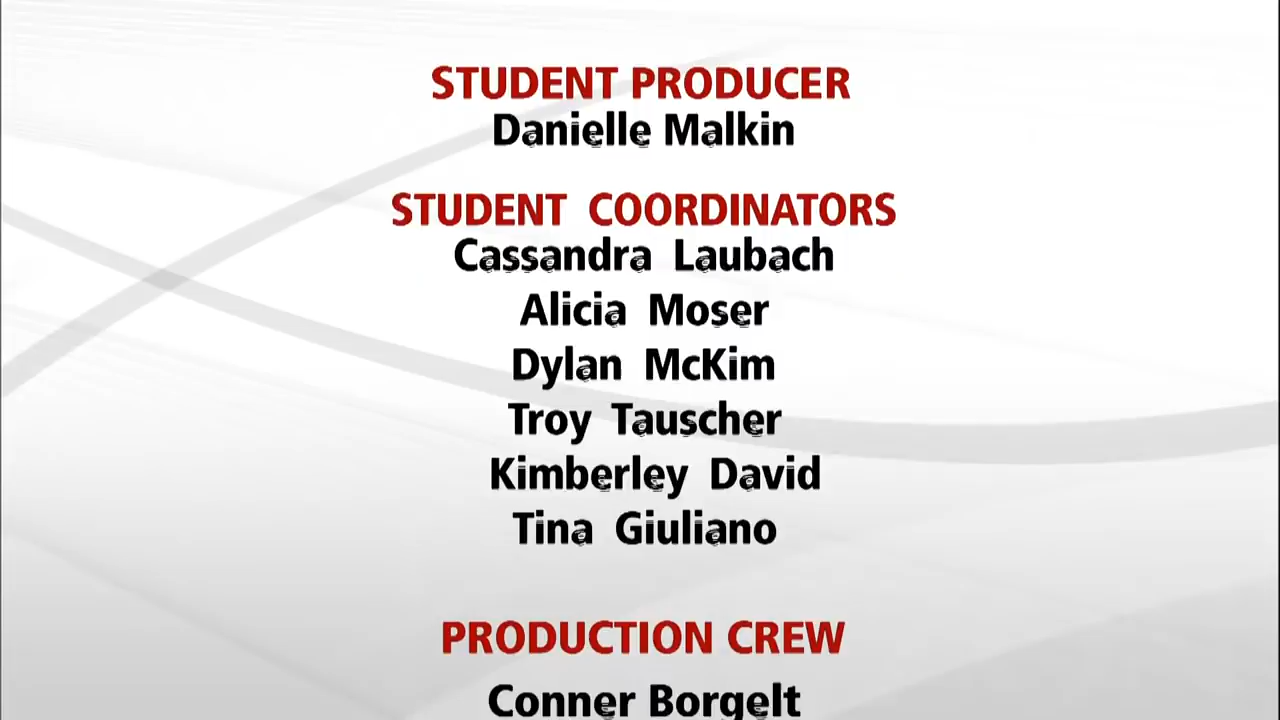 STUDENT PRODUCER
Danielle Malkin
STUDENT COORDINATORS
Cassandra Laubach
Alicia Moser
Dylan McKim
Troy Tauscher
Kimberley David
Tina Giuliano
PRODUCTION CREW
Conner Borgelt